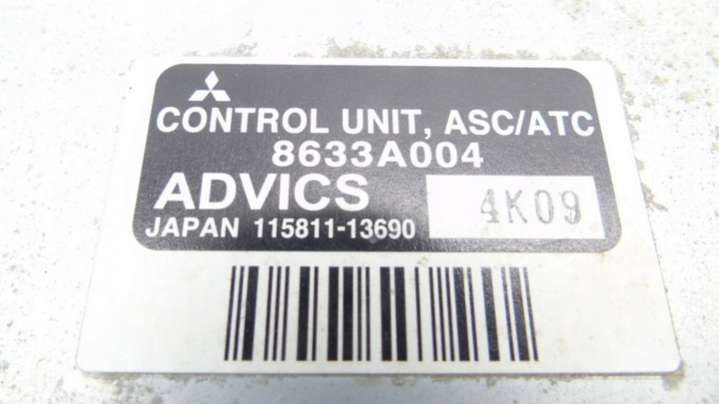 CONTROL UNIT, ASC/ATC
8633A004
ADVICS
4K09
JAPAN 115811-13690